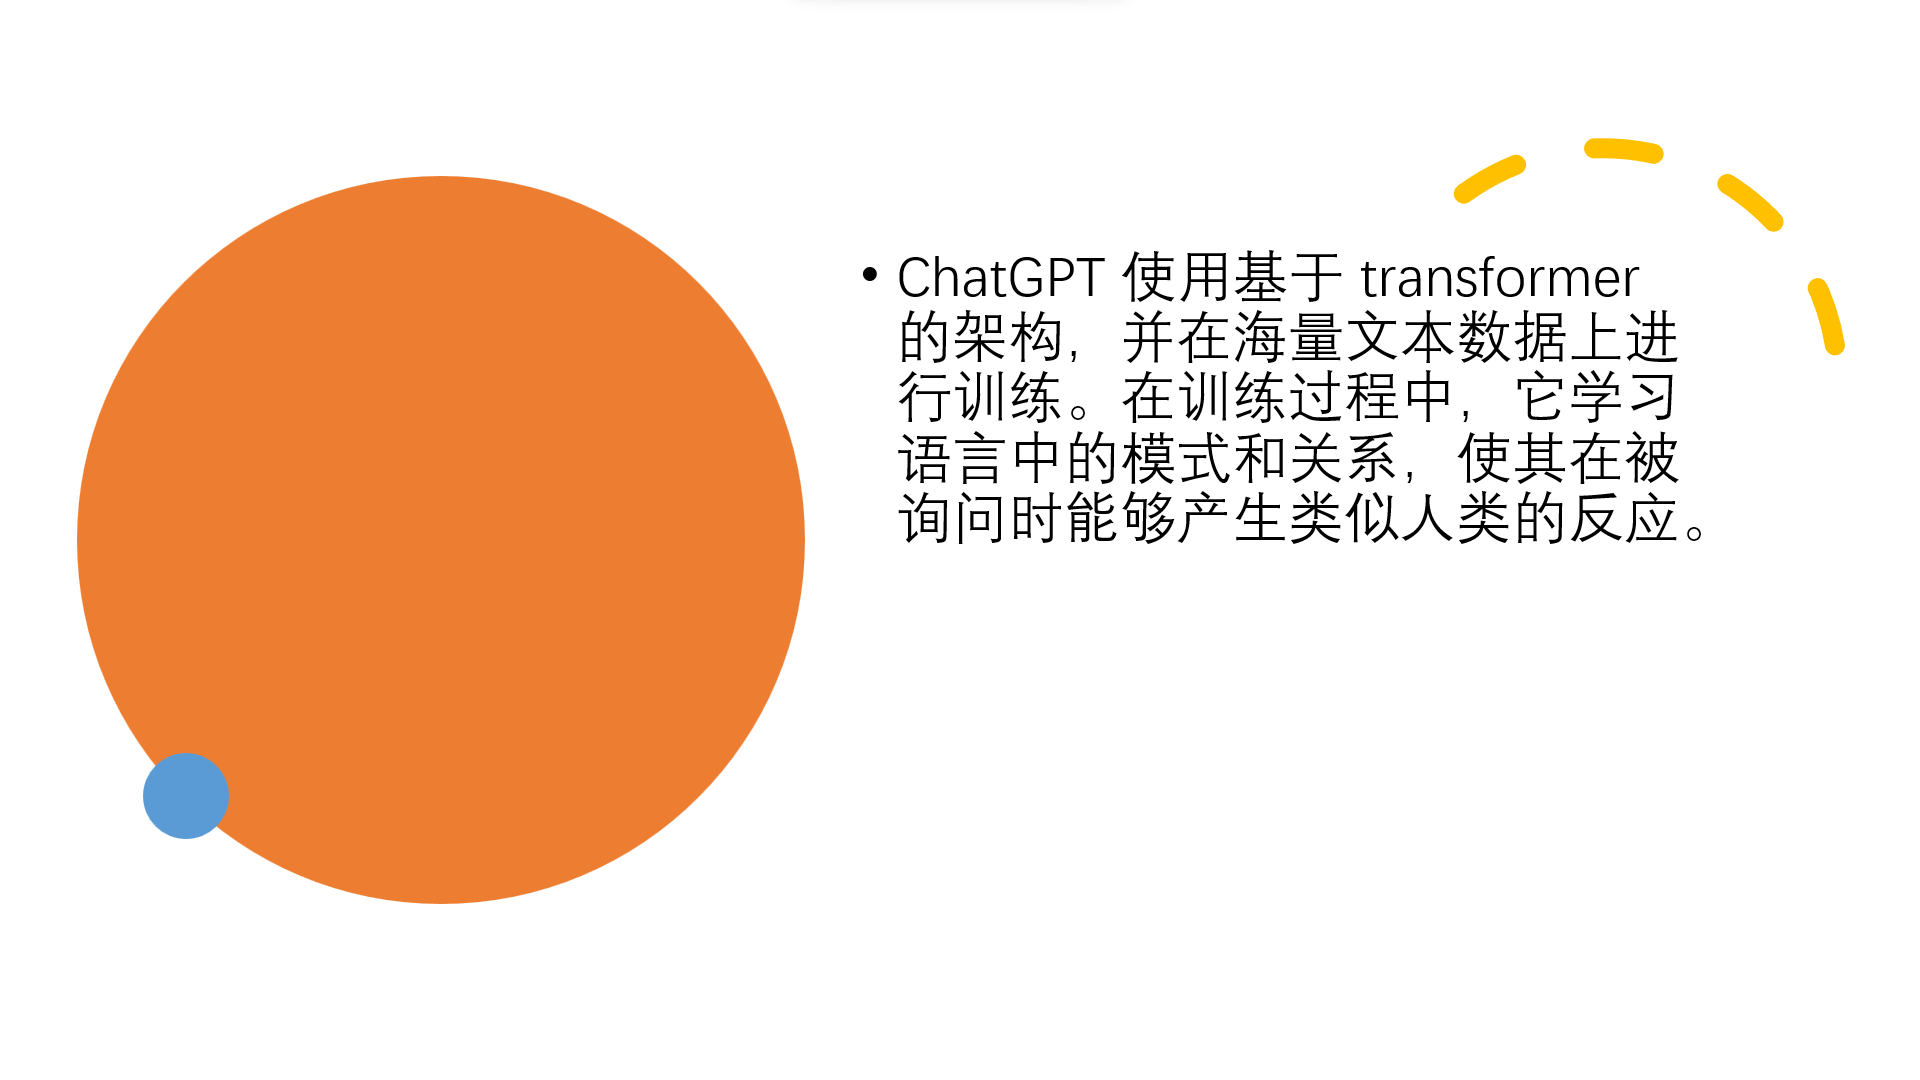 • ChatGPT 使用基于 transformer
的架构，并在海量文本数据上进
行训练。在训练过程中，它学习
语言中的模式和关系，使其在被
询问时能够产生类似人类的反应。